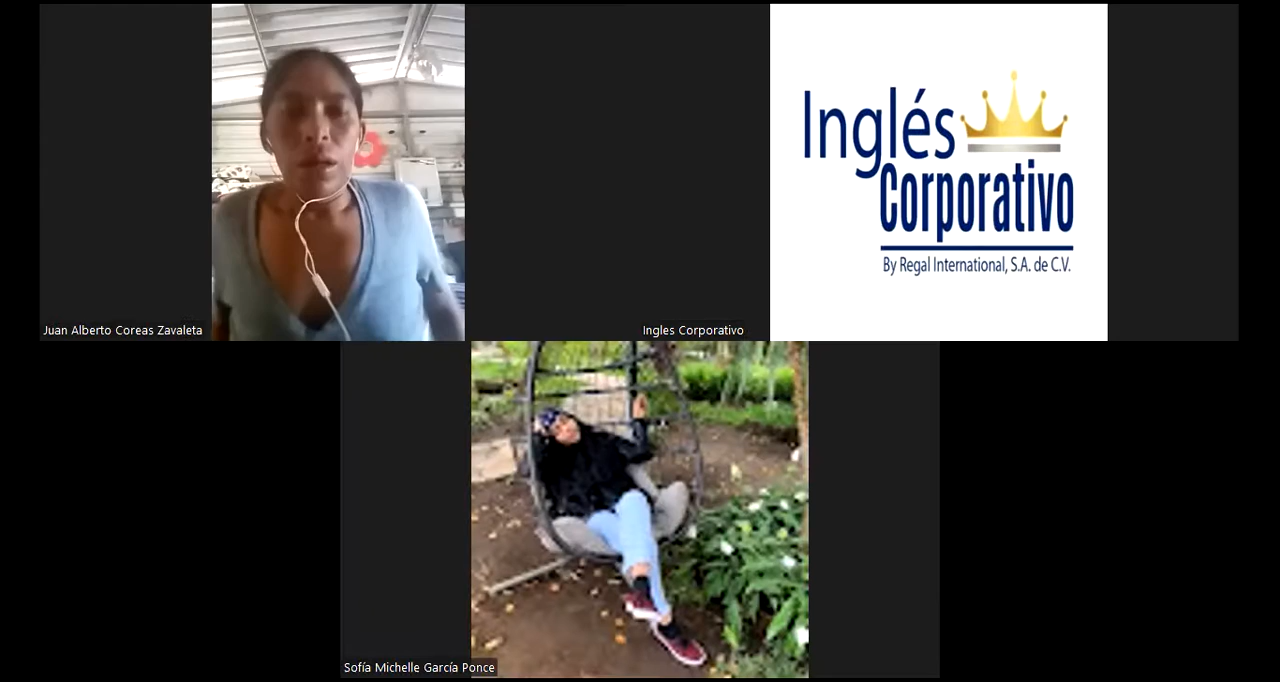 Inglés
Corporativo
By Regal International, S.A. de C.V.
Juan Alberto Coreas Zavaleta
Ingles Corporativo
Sofía Michelle García Ponce